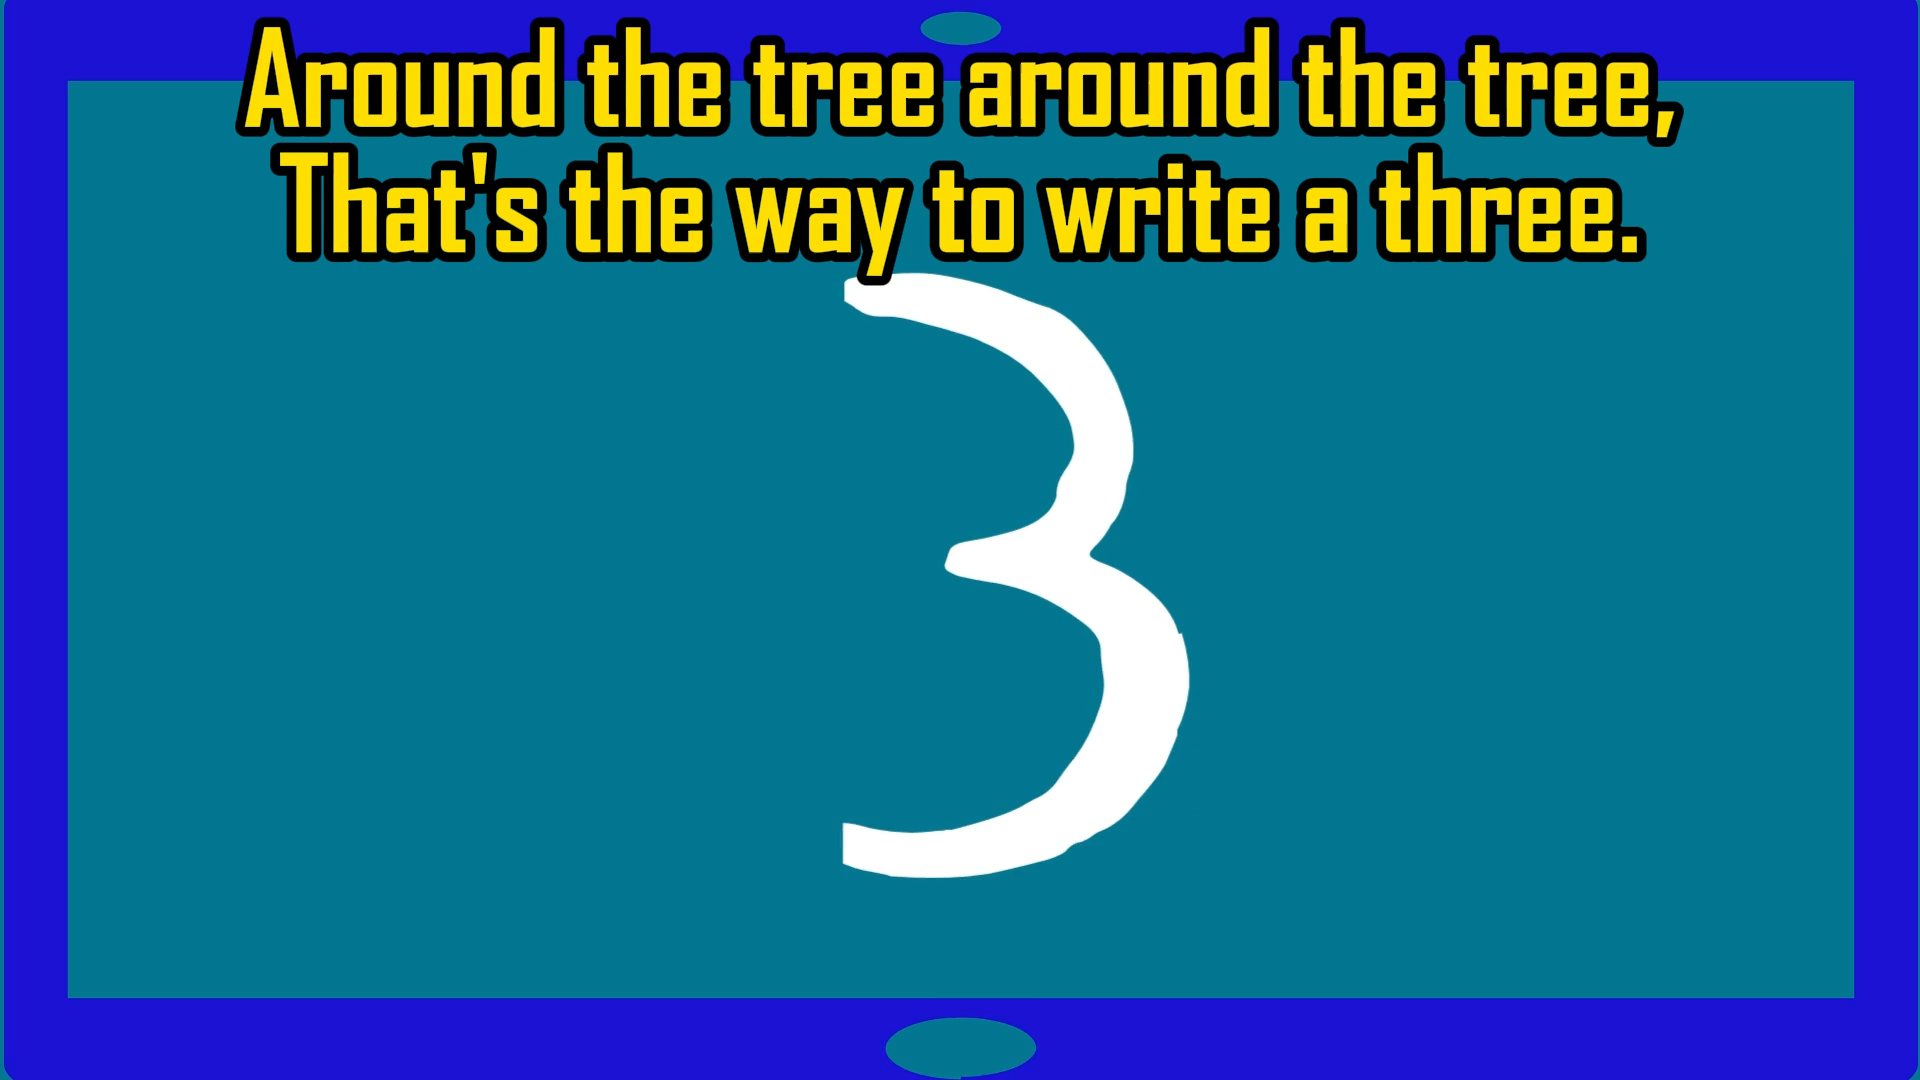 Around the tree around the tree,
That's the way to write a three.
3